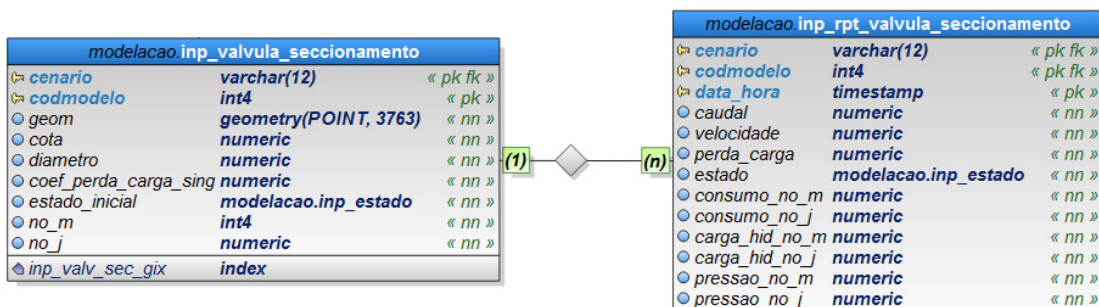 modelacao.inp_valvula_seccionamento
cenario varchar(12) « pk fk »
codmodelo int4 « pk »
geom geometry(POINT, 3763) « nn »
cota numeric « nn »
diametro numeric « nn »
coef_perda_carga_sing numeric « nn »
estado_inicial modelacao.inp_estado « nn »
no_m int4 « nn »
no_j numeric « nn »
inp_valv_sec_gix index
(1)
(n)
modelacao.inp_rpt_valvula_seccionamento
cenario varchar(12) « pk fk »
codmodelo int4 « pk fk »
data_hora timestamp « pk »
caudal numeric « nn »
velocidade numeric « nn »
perda_carga numeric « nn »
estado modelacao.inp_estado « nn »
consumo_no_m numeric « nn »
consumo_no_j numeric « nn »
carga_hid_no_m numeric « nn »
carga_hid_no_j numeric « nn »
pressao_no_m numeric « nn »
pressao_no_j numeric « nn »